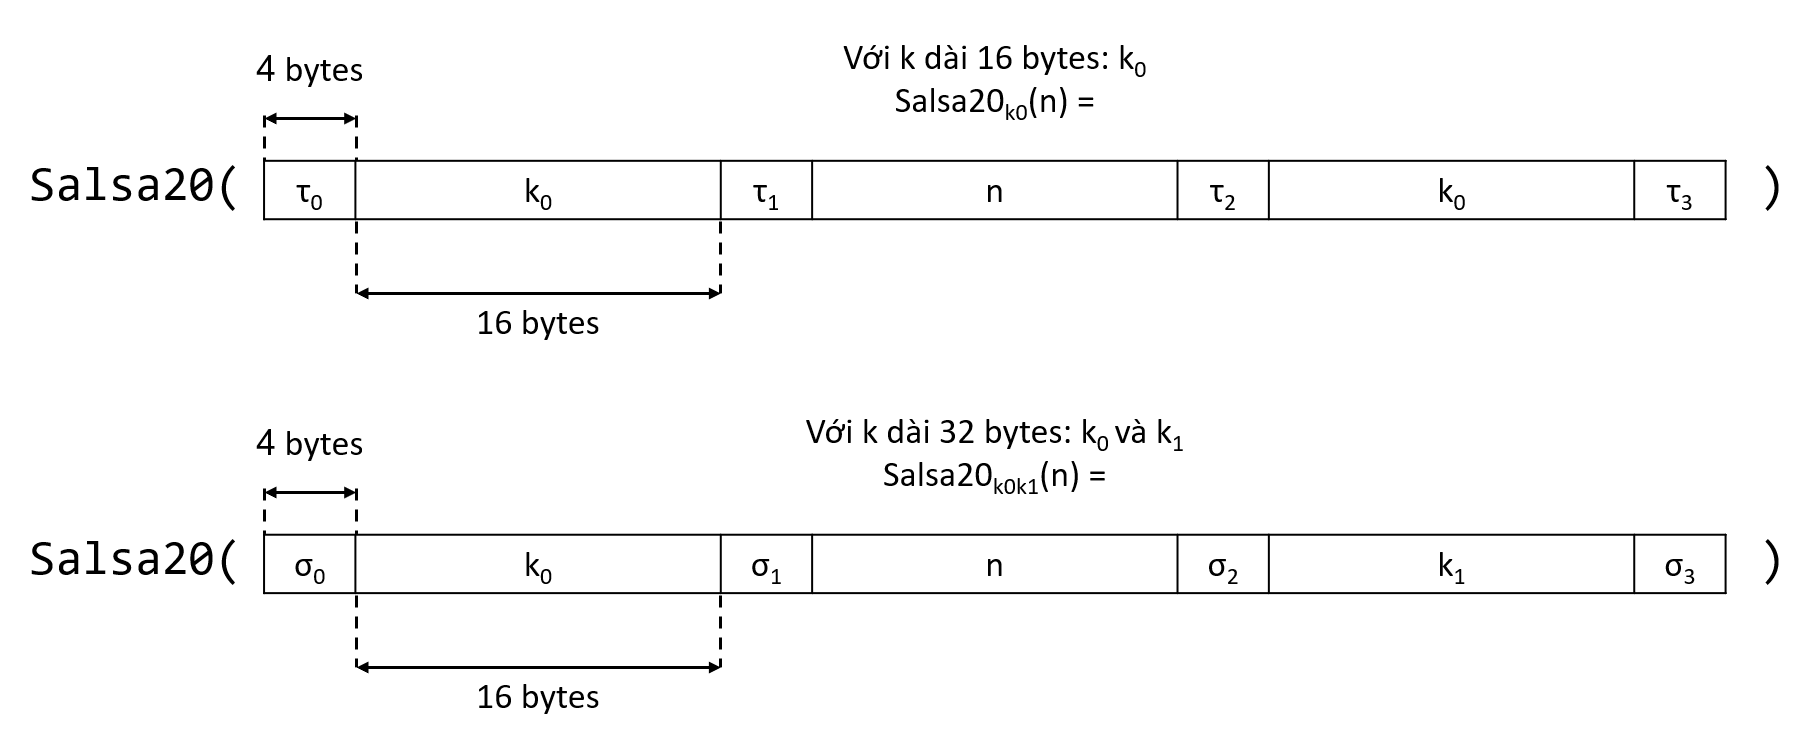 4 bytes
Với k dài 16 bytes: k₀
Salsa20ₖ₀(n) =
Salsa20( τ₀ k₀ τ₁ n τ₂ k₀ τ₃ )
16 bytes
4 bytes
Với k dài 32 bytes: k₀ và k₁
Salsa20ₖ₀ₖ₁(n) =
Salsa20( σ₀ k₀ σ₁ n σ₂ k₁ σ₃ )
16 bytes